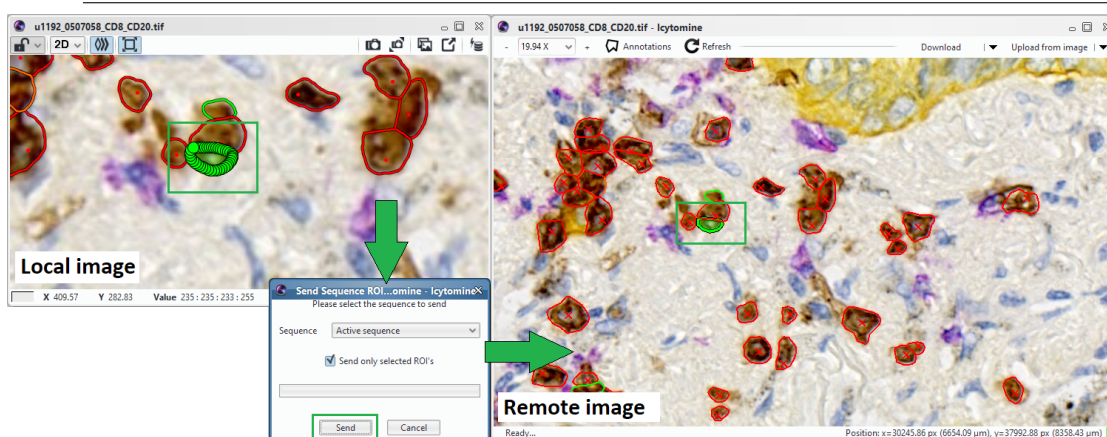 u1192_0507058_CD8_CD20.tif
2D
Local image
X 409.57 Y 282.83 Value 235 : 235 : 233 : 255
Send Sequence ROI...omine - Icytomine
Please select the sequence to send
Sequence Active sequence
Send only selected ROI's
Send Cancel
u1192_0507058_CD8_CD20.tif - Icytomine
- 19.94 X + Annotations Refresh Download Upload from image
Remote image
Ready... Position: x=30245.86 px (6654.09 µm), y=37992.88 px (8358.43 µm)